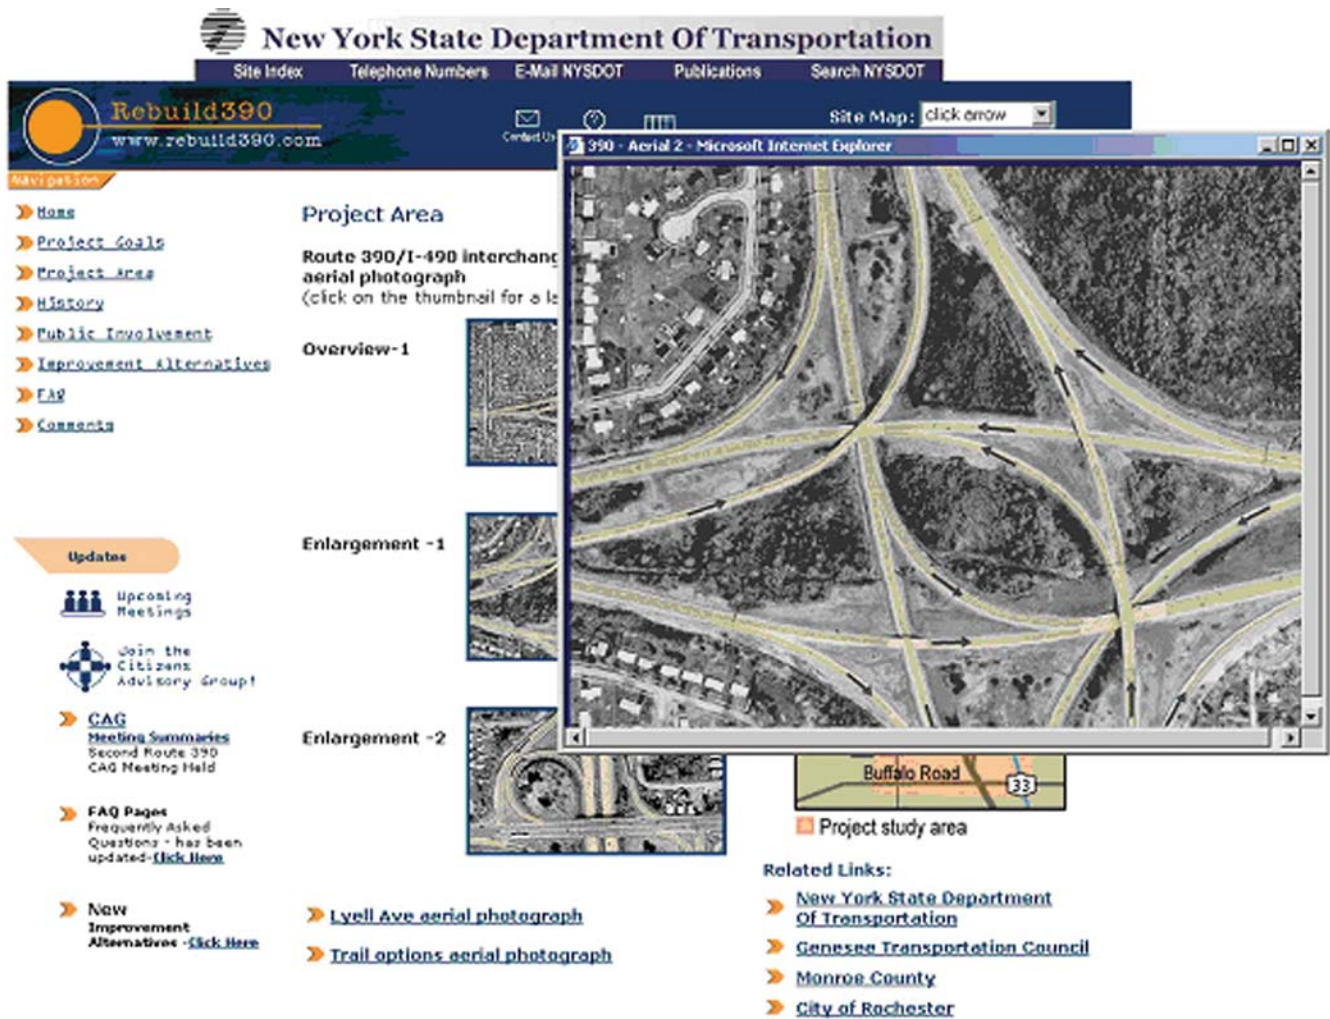 New York State Department Of Transportation
Site Index Telephone Numbers E-Mail NYSDOT Publications Search NYSDOT
Rebuild390
www.rebuild390.com
Contact Us
Site Map: click arrow
Navigation
390 - Aerial 2 - Microsoft Internet Explorer
Home
Project Goals
Project Area
History
Public Involvement
Improvement Alternatives
FAQ
Comments
Updates
Upcoming
Meetings
Join the
Citizens
Advisory Group!
CAG
Meeting Summaries
Second Route 390
CAG Meeting Held
FAQ Pages
Frequently Asked
Questions - has been
updated-Click Here
New
Improvement
Alternatives -Click Here
Project Area
Route 390/I-490
aerial photograph
(click on the thumbnail for a
Overview-1
Enlargement -1
Enlargement -2
Lyell Ave aerial photograph
Trail options aerial photograph
Buffalo Road
33
Project study area
Related Links:
New York State Department
Of Transportation
Genesee Transportation Council
Monroe County
City of Rochester